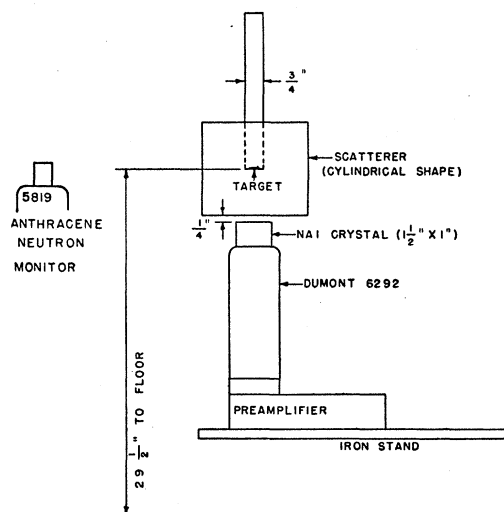 3/4"
SCATTERER
(CYLINDRICAL SHAPE)
TARGET
5819
ANTHRACENE
NEUTRON
MONITOR
1/4"
NAI CRYSTAL (1 1/2" X 1")
DUMONT 6292
29 1/2" TO FLOOR
PREAMPLIFIER
IRON STAND